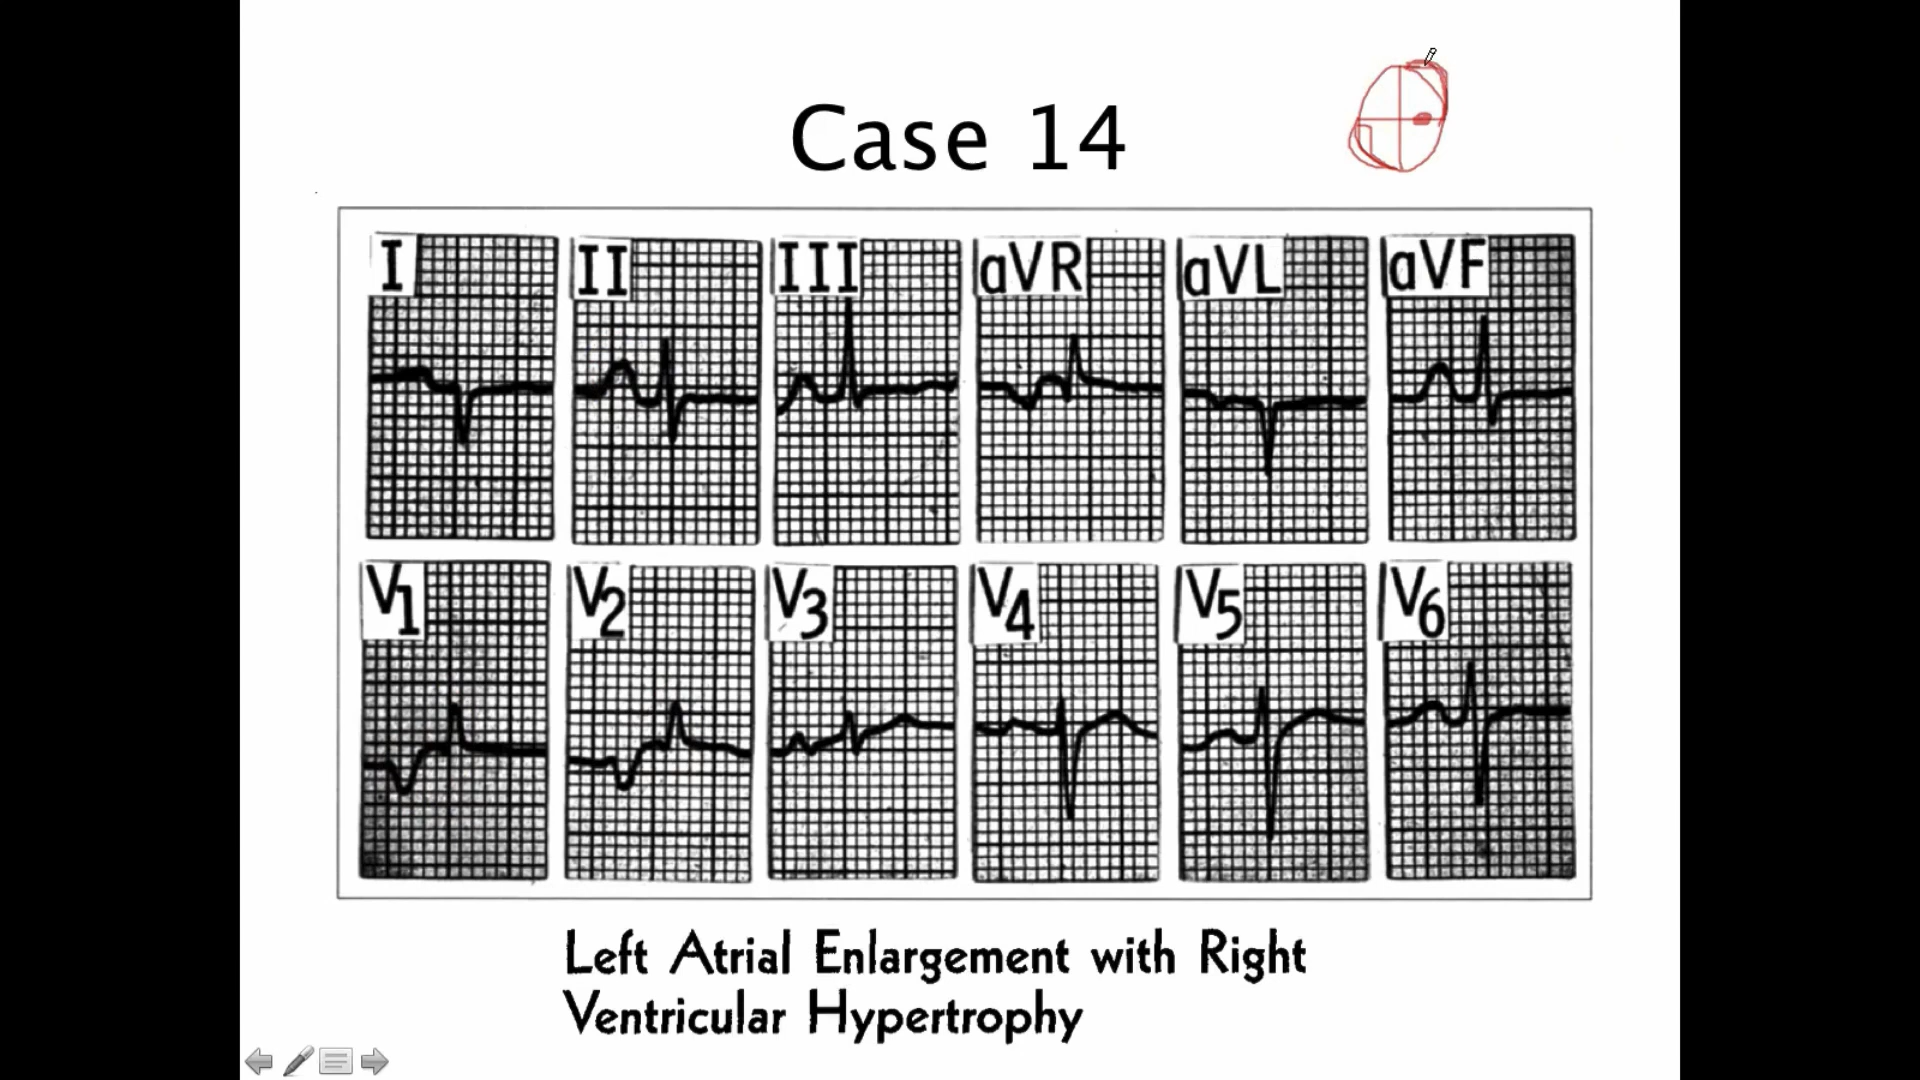 Case 14
I II III aVR aVL aVF
V1 V2 V3 V4 V5 V6
Left Atrial Enlargement with Right
Ventricular Hypertrophy